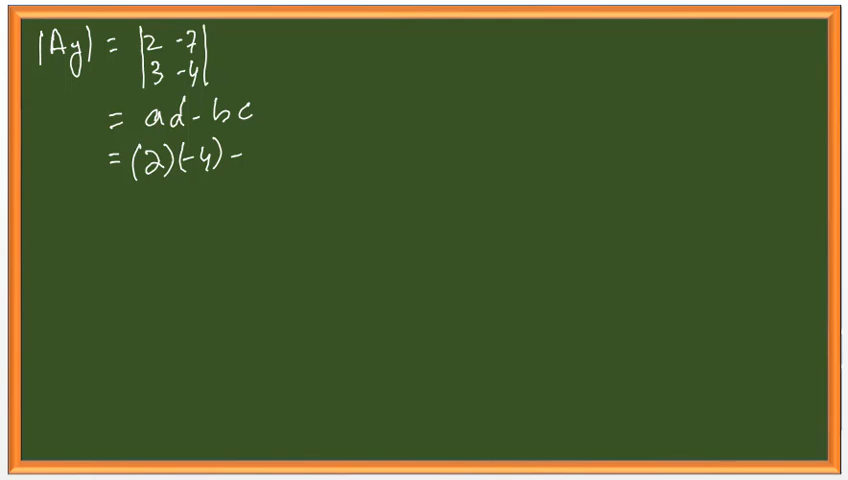 |Ay| = |2 -7|
|3 -4|
= ad - bc
= (2)(-4) -